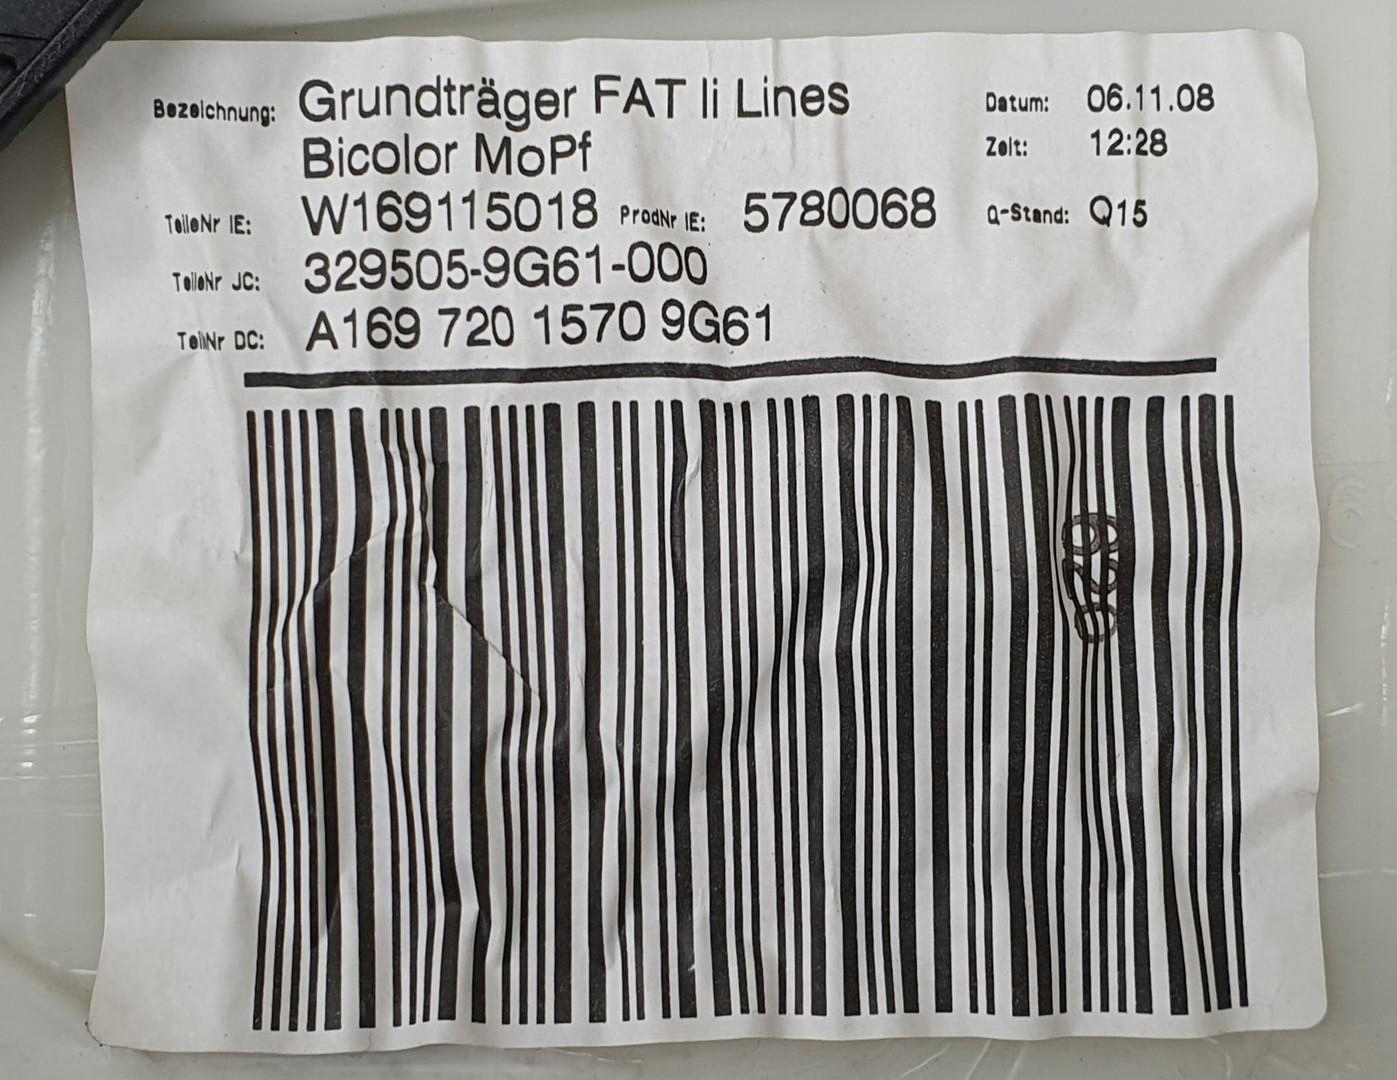 Bezeichnung: Grundträger FAT li Lines
Bicolor MoPf
Datum: 06.11.08
Zeit: 12:28
TeileNr IE: W169115018 ProdNr IE: 5780068 Q-Stand: Q15
TeileNr JC: 329505-9G61-000
TeilNr DC: A169 720 1570 9G61